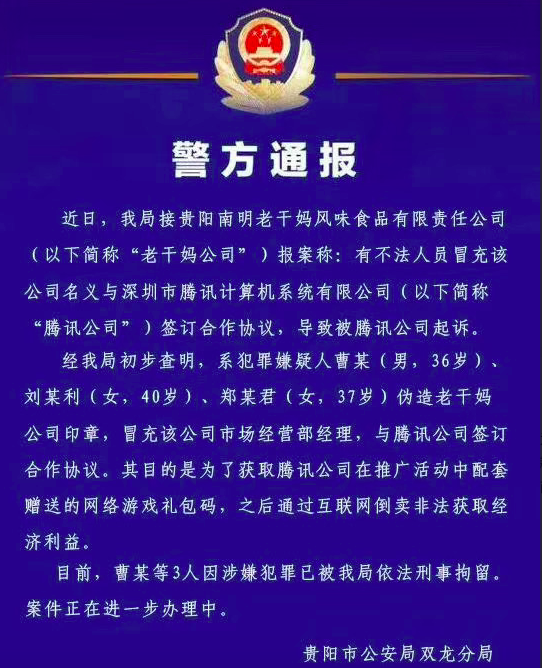 警方通报
近日，我局接贵阳南明老干妈风味食品有限责任公司
（以下简称“老干妈公司”）报案称：有不法人员冒充该
公司名义与深圳市腾讯计算机系统有限公司（以下简称
“腾讯公司”）签订合作协议，导致被腾讯公司起诉。
经我局初步查明，系犯罪嫌疑人曹某（男，36岁）、
刘某利（女，40岁）、郑某君（女，37岁）伪造老干妈
公司印章，冒充该公司市场经营部经理，与腾讯公司签订
合作协议。其目的是为了获取腾讯公司在推广活动中配套
赠送的网络游戏礼包码，之后通过互联网倒卖非法获取经
济利益。
目前，曹某等3人因涉嫌犯罪已被我局依法刑事拘留。
案件正在进一步办理中。
贵阳市公安局双龙分局